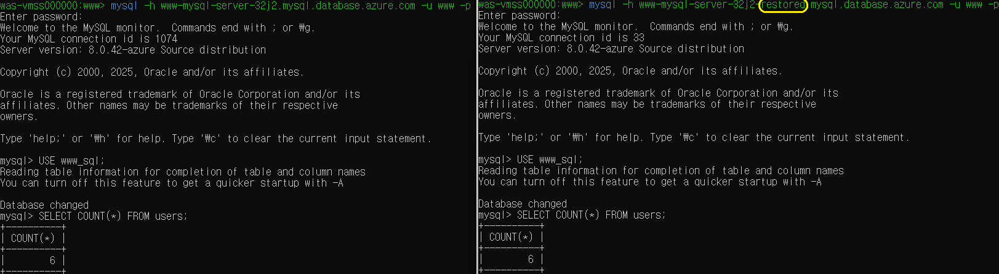 was-vmss000000:www> mysql -h www-mysql-server-32j2.mysql.database.azure.com -u www -p
Enter password:
Welcome to the MySQL monitor.  Commands end with ; or ₩g.
Your MySQL connection id is 1074
Server version: 8.0.42-azure Source distribution
Copyright (c) 2000, 2025, Oracle and/or its affiliates.
Oracle is a registered trademark of Oracle Corporation and/or its
affiliates. Other names may be trademarks of their respective
owners.
Type 'help;' or '₩h' for help. Type '₩c' to clear the current input statement.
mysql> USE www_sql;
Reading table information for completion of table and column names
You can turn off this feature to get a quicker startup with -A
Database changed
mysql> SELECT COUNT(*) FROM users;
+----------+
| COUNT(*) |
+----------+
|        6 |
+----------+
was-vmss000000:www> mysql -h www-mysql-server-32j2-restored.mysql.database.azure.com -u www -p
Enter password:
Welcome to the MySQL monitor.  Commands end with ; or ₩g.
Your MySQL connection id is 33
Server version: 8.0.42-azure Source distribution
Copyright (c) 2000, 2025, Oracle and/or its affiliates.
Oracle is a registered trademark of Oracle Corporation and/or its
affiliates. Other names may be trademarks of their respective
owners.
Type 'help;' or '₩h' for help. Type '₩c' to clear the current input statement.
mysql> USE www_sql;
Reading table information for completion of table and column names
You can turn off this feature to get a quicker startup with -A
Database changed
mysql> SELECT COUNT(*) FROM users;
+----------+
| COUNT(*) |
+----------+
|        6 |
+----------+